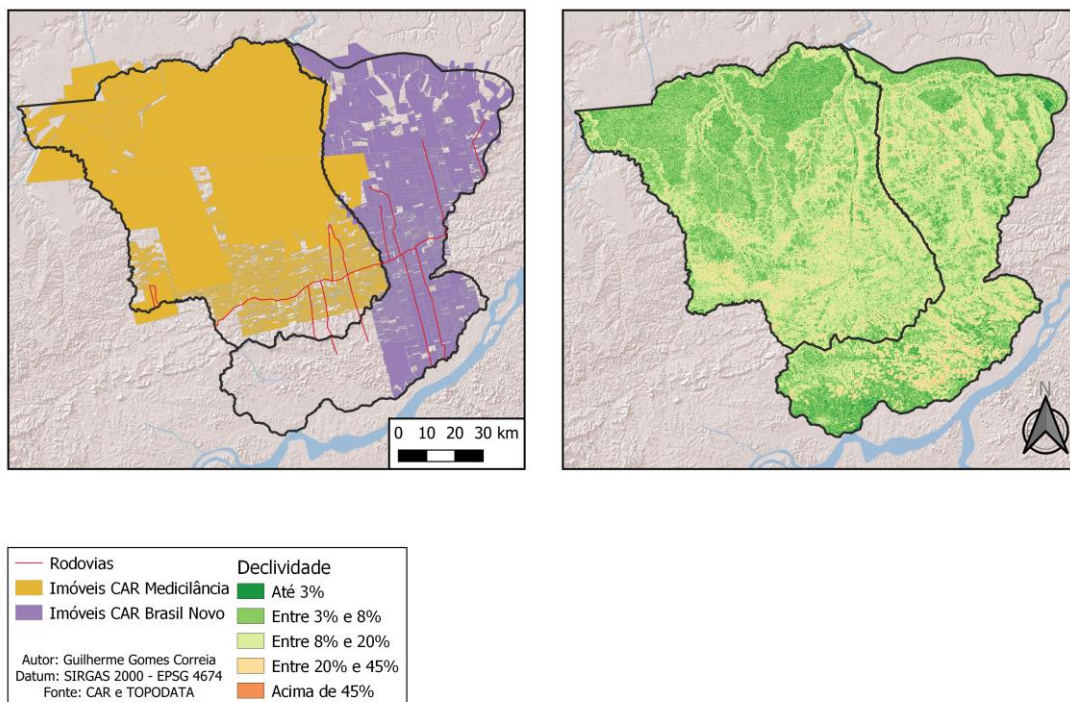 0 10 20 30 km
N
Rodovias
Imóveis CAR Medicilância
Imóveis CAR Brasil Novo
Autor: Guilherme Gomes Correia
Datum: SIRGAS 2000 - EPSG 4674
Fonte: CAR e TOPODATA
Declividade
Até 3%
Entre 3% e 8%
Entre 8% e 20%
Entre 20% e 45%
Acima de 45%